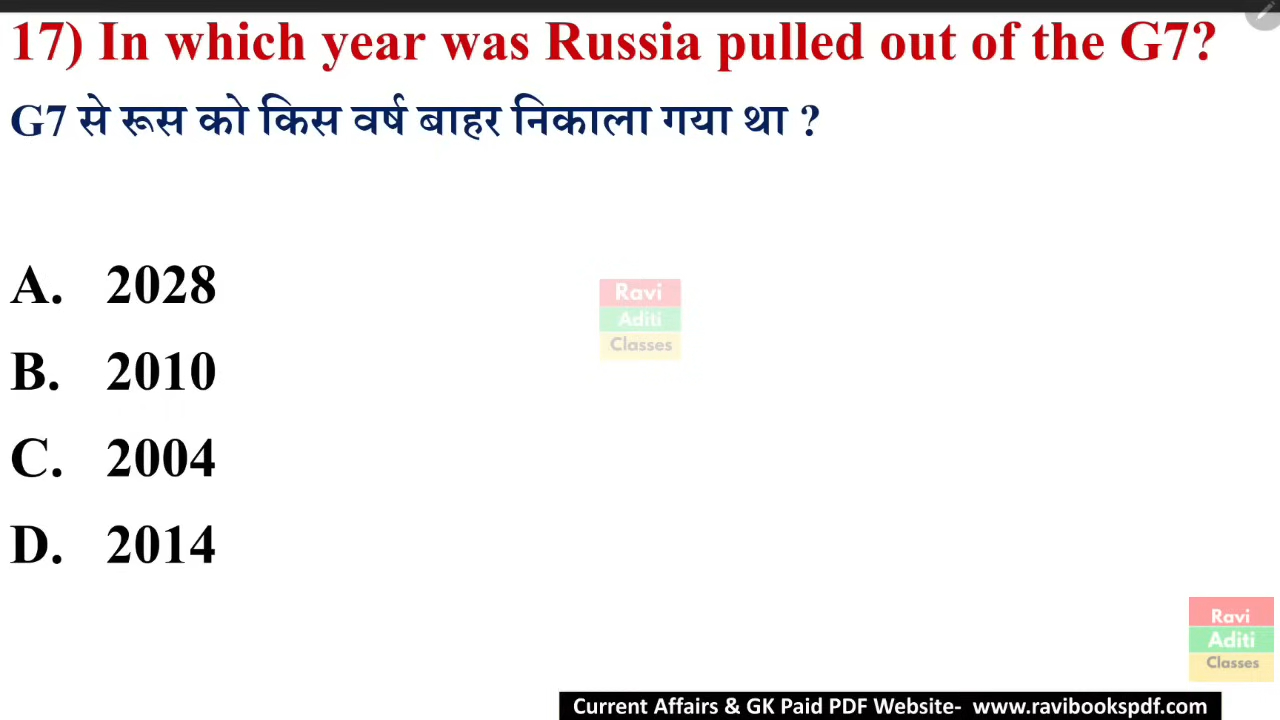 17) In which year was Russia pulled out of the G7?
G7 से रूस को किस वर्ष बाहर निकाला गया था ?
A. 2028
Ravi
Aditi
Classes
B. 2010
C. 2004
D. 2014
Ravi
Aditi
Classes
Current Affairs & GK Paid PDF Website- www.ravibookspdf.com